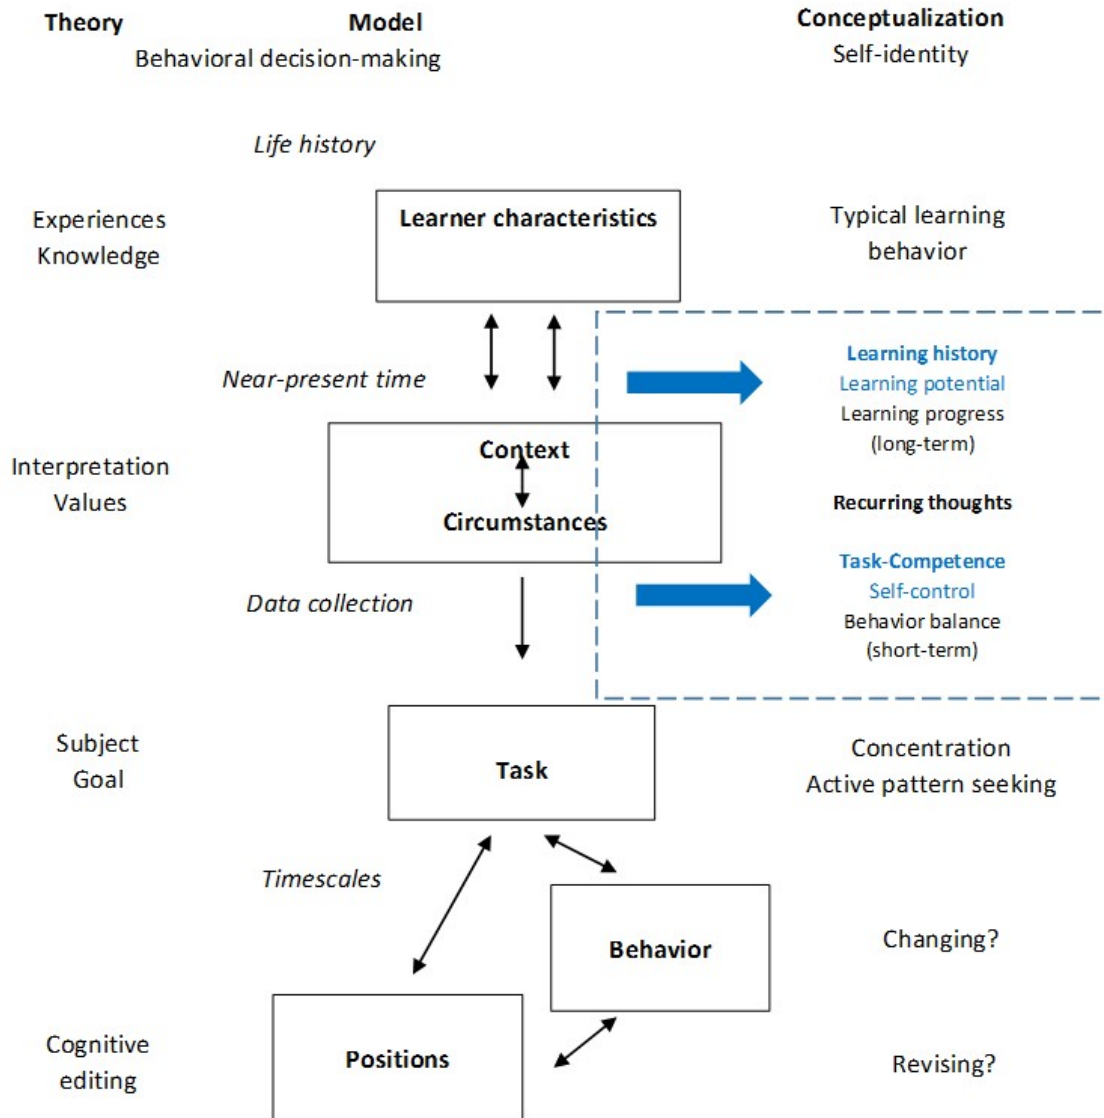 Theory Model Conceptualization
Behavioral decision-making Self-identity
Life history
Learner characteristics
Experiences
Knowledge
Typical learning
behavior
Near-present time
Learning history
Learning potential
Learning progress
(long-term)
Context
Circumstances
Interpretation
Values
Recurring thoughts
Data collection
Task-Competence
Self-control
Behavior balance
(short-term)
Subject
Goal
Task
Concentration
Active pattern seeking
Timescales
Behavior
Changing?
Cognitive
editing
Positions
Revising?